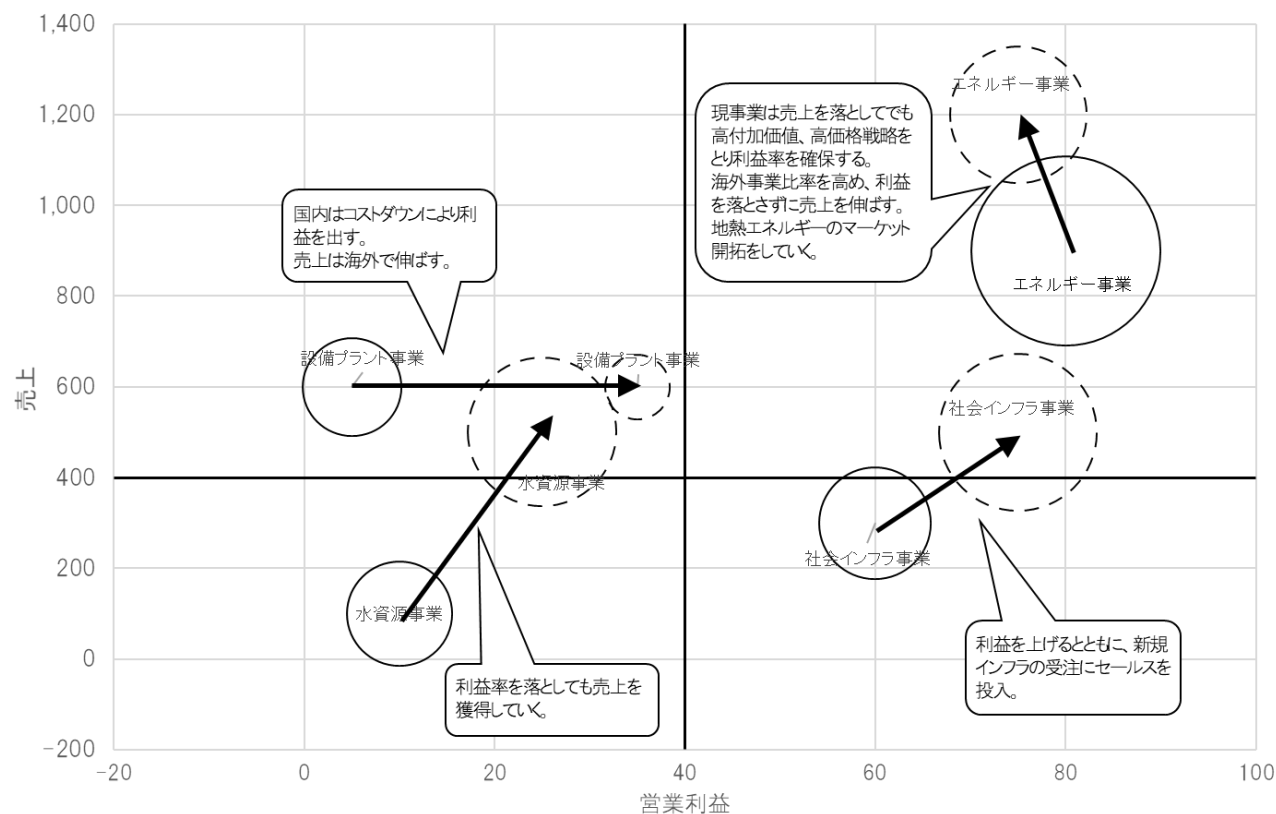 1,400
1,200
1,000
800
600
400
200
0
-200
売上
-20
0
20
40
60
80
100
営業利益
エネルギー事業
現事業は売上を落としてでも
高付加価値、高価格戦略を
とり利益率を確保する。
海外事業比率を高め、利益
を落とさずに売上を伸ばす。
地熱エネルギーのマーケット
開拓をしていく。
エネルギー事業
国内はコストダウンにより利
益を出す。
売上は海外で伸ばす。
設備プラント事業
設備プラント事業
社会インフラ事業
水資源事業
社会インフラ事業
水資源事業
利益を上げるとともに、新規
インフラの受注にセールスを
投入。
利益率を落としても売上を
獲得していく。